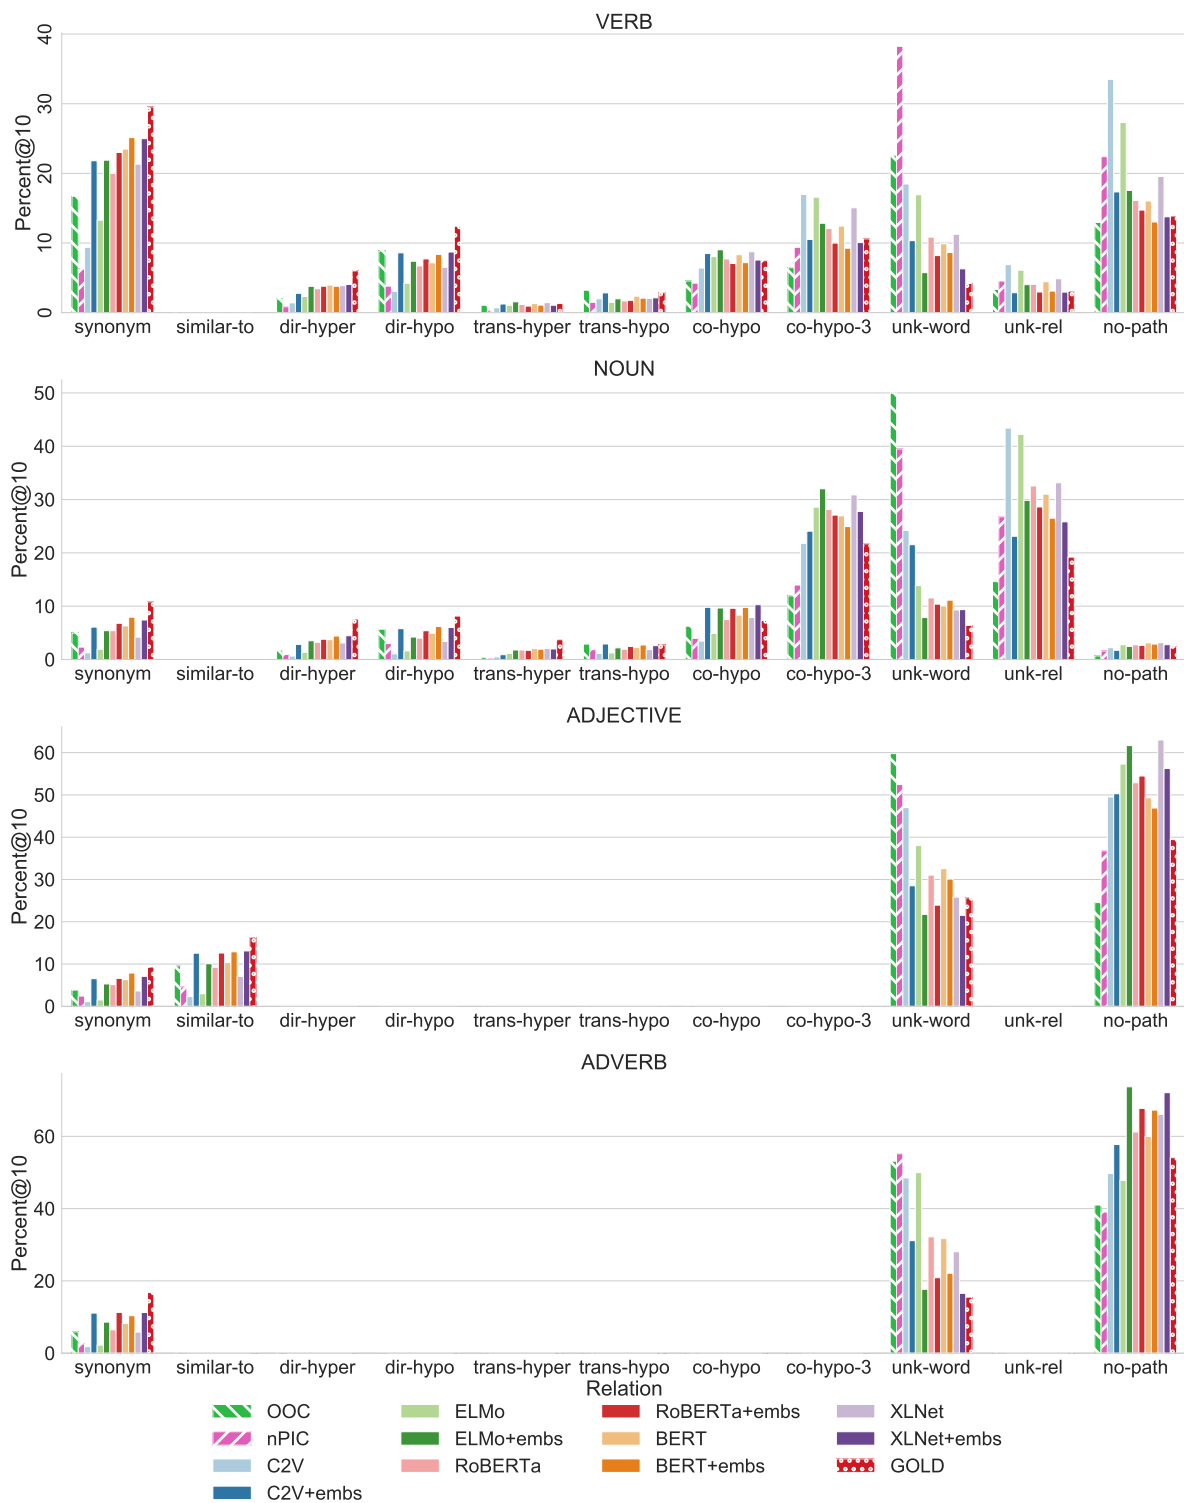 VERB
40
30
20
10
0
Percent@10
synonym similar-to dir-hyper dir-hypo trans-hyper trans-hypo co-hypo co-hypo-3 unk-word unk-rel no-path
NOUN
50
40
30
20
10
0
Percent@10
synonym similar-to dir-hyper dir-hypo trans-hyper trans-hypo co-hypo co-hypo-3 unk-word unk-rel no-path
ADJECTIVE
60
50
40
30
20
10
0
Percent@10
synonym similar-to dir-hyper dir-hypo trans-hyper trans-hypo co-hypo co-hypo-3 unk-word unk-rel no-path
ADVERB
60
40
20
0
Percent@10
synonym similar-to dir-hyper dir-hypo trans-hyper trans-hypo co-hypo co-hypo-3 unk-word unk-rel no-path
Relation
OOC ELMo RoBERTa+embs XLNet
nPIC ELMo+embs BERT XLNet+embs
C2V RoBERTa BERT+embs GOLD
C2V+embs